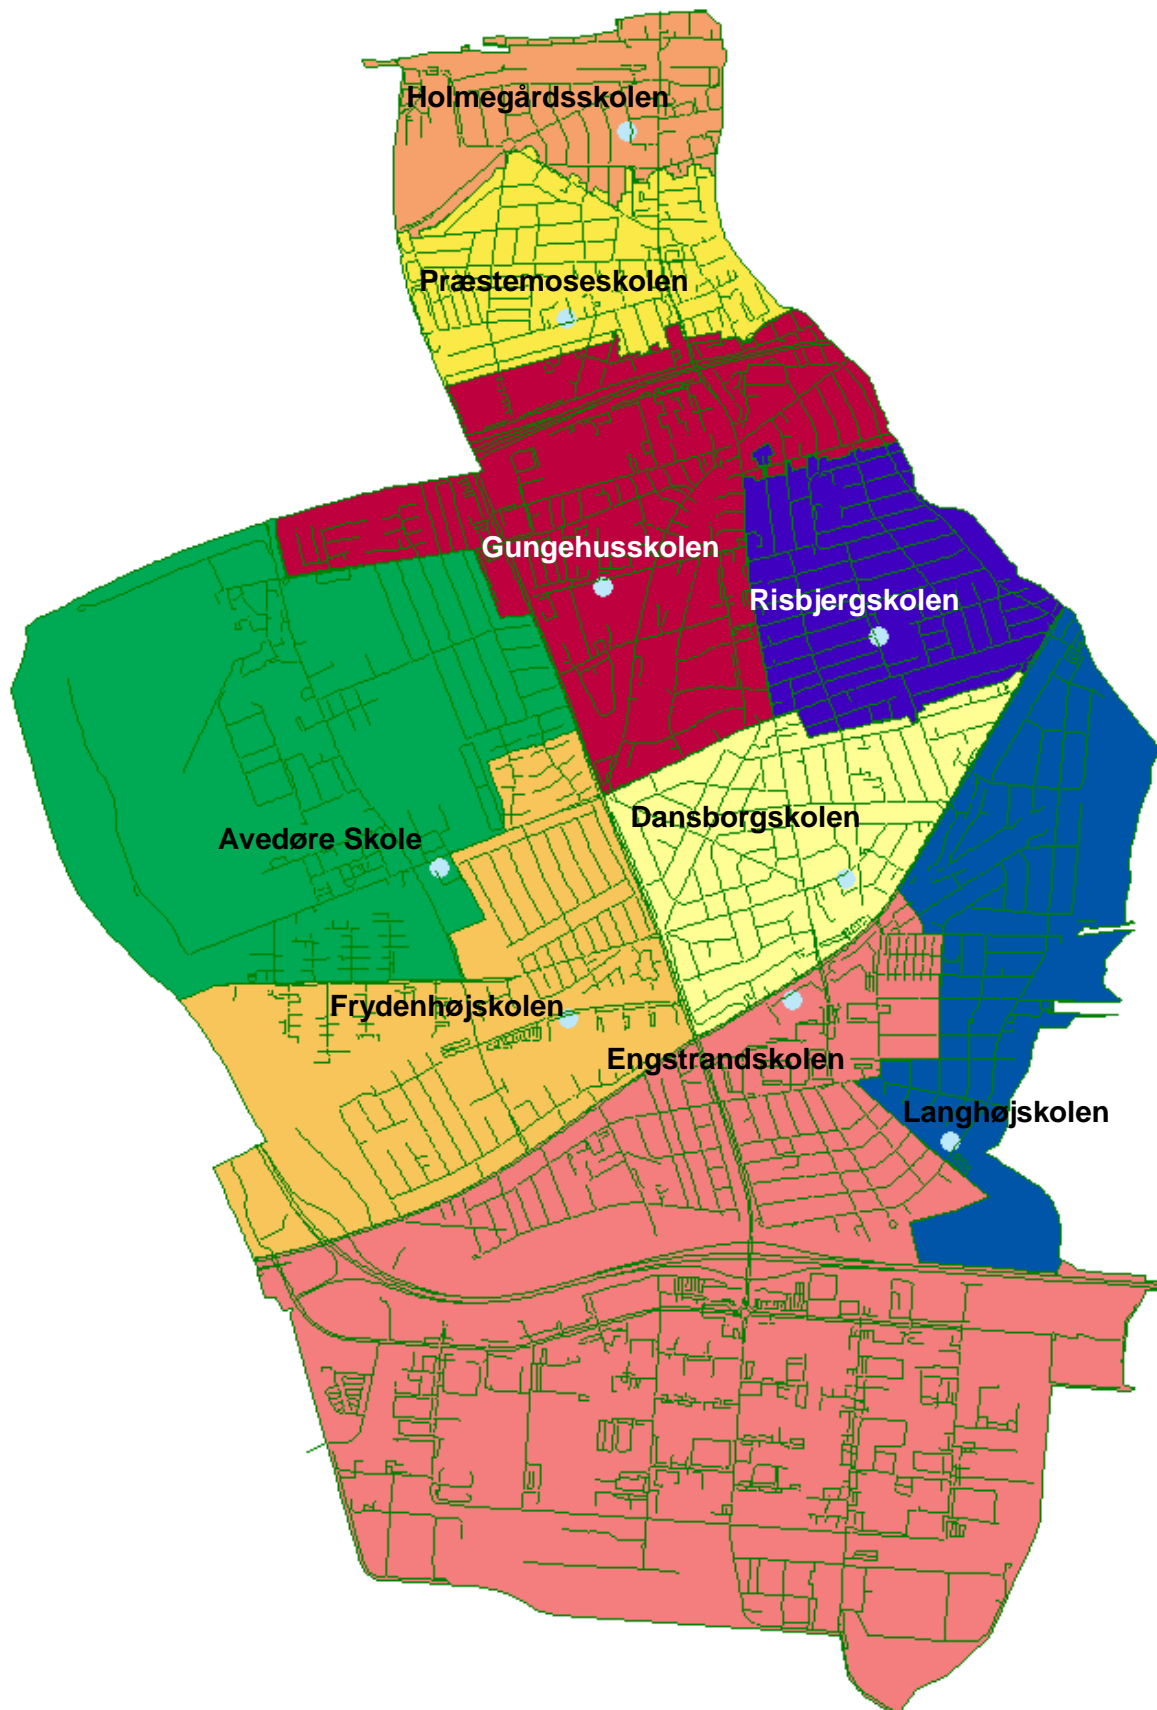 Holmegårdsskolen
Præstemoseskolen
Gungehusskolen
Risbjergskolen
Dansborgskolen
Avedøre Skole
Frydenhøjskolen
Engstrandskolen
Langhøjskolen